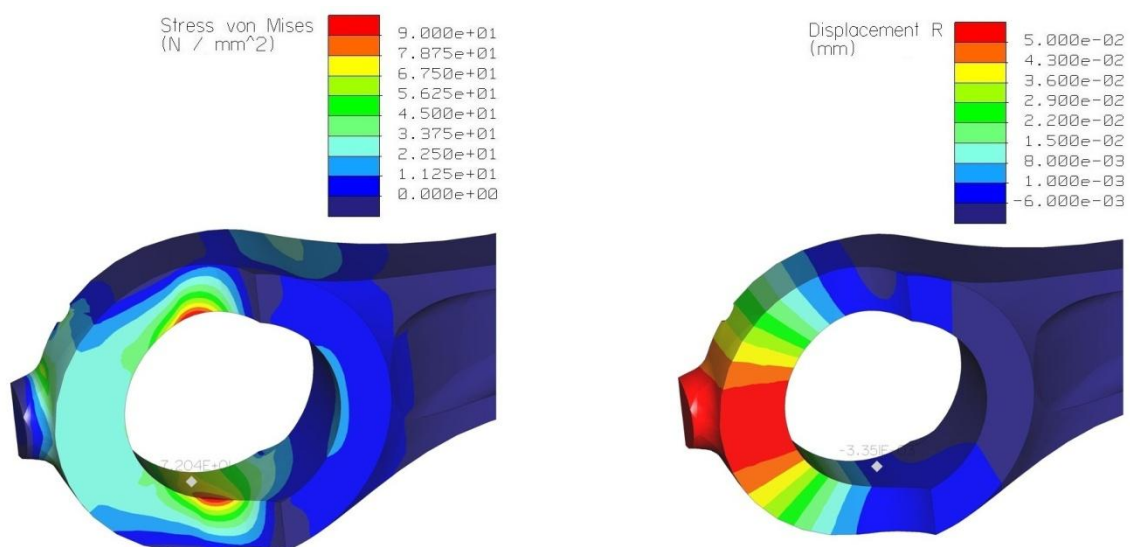 Stress von Mises
(N / mm^2)
9.000e+01
7.875e+01
6.750e+01
5.625e+01
4.500e+01
3.375e+01
2.250e+01
1.125e+01
0.000e+00
7.204E+01
Displacement R
(mm)
5.000e-02
4.300e-02
3.600e-02
2.900e-02
2.200e-02
1.500e-02
8.000e-03
1.000e-03
-6.000e-03